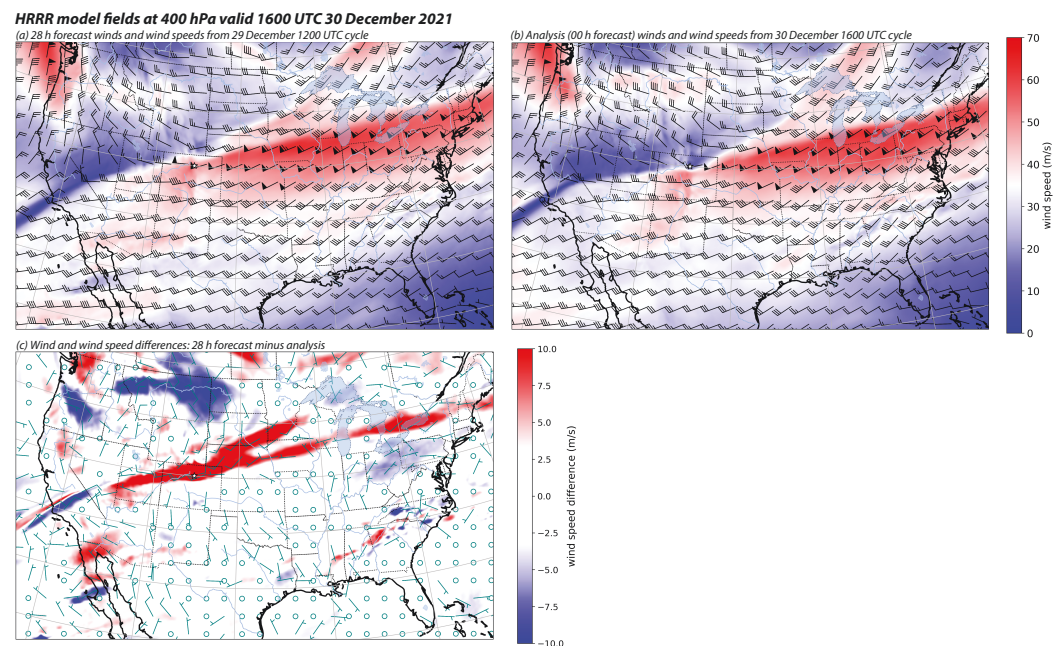 HRRR model fields at 400 hPa valid 1600 UTC 30 December 2021
(a) 28 h forecast winds and wind speeds from 29 December 1200 UTC cycle
(b) Analysis (00 h forecast) winds and wind speeds from 30 December 1600 UTC cycle
70
60
50
40
30
20
10
0
wind speed (m/s)
(c) Wind and wind speed differences: 28 h forecast minus analysis
10.0
7.5
5.0
2.5
0.0
−2.5
−5.0
−7.5
−10.0
wind speed difference (m/s)